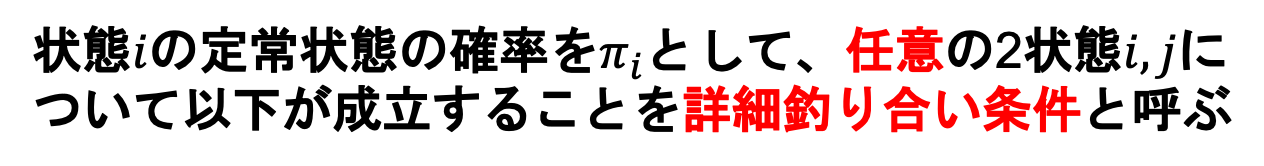 状態𝑖の定常状態の確率を𝜋𝑖として、任意の2状態𝑖, 𝑗に
ついて以下が成立することを詳細釣り合い条件と呼ぶ